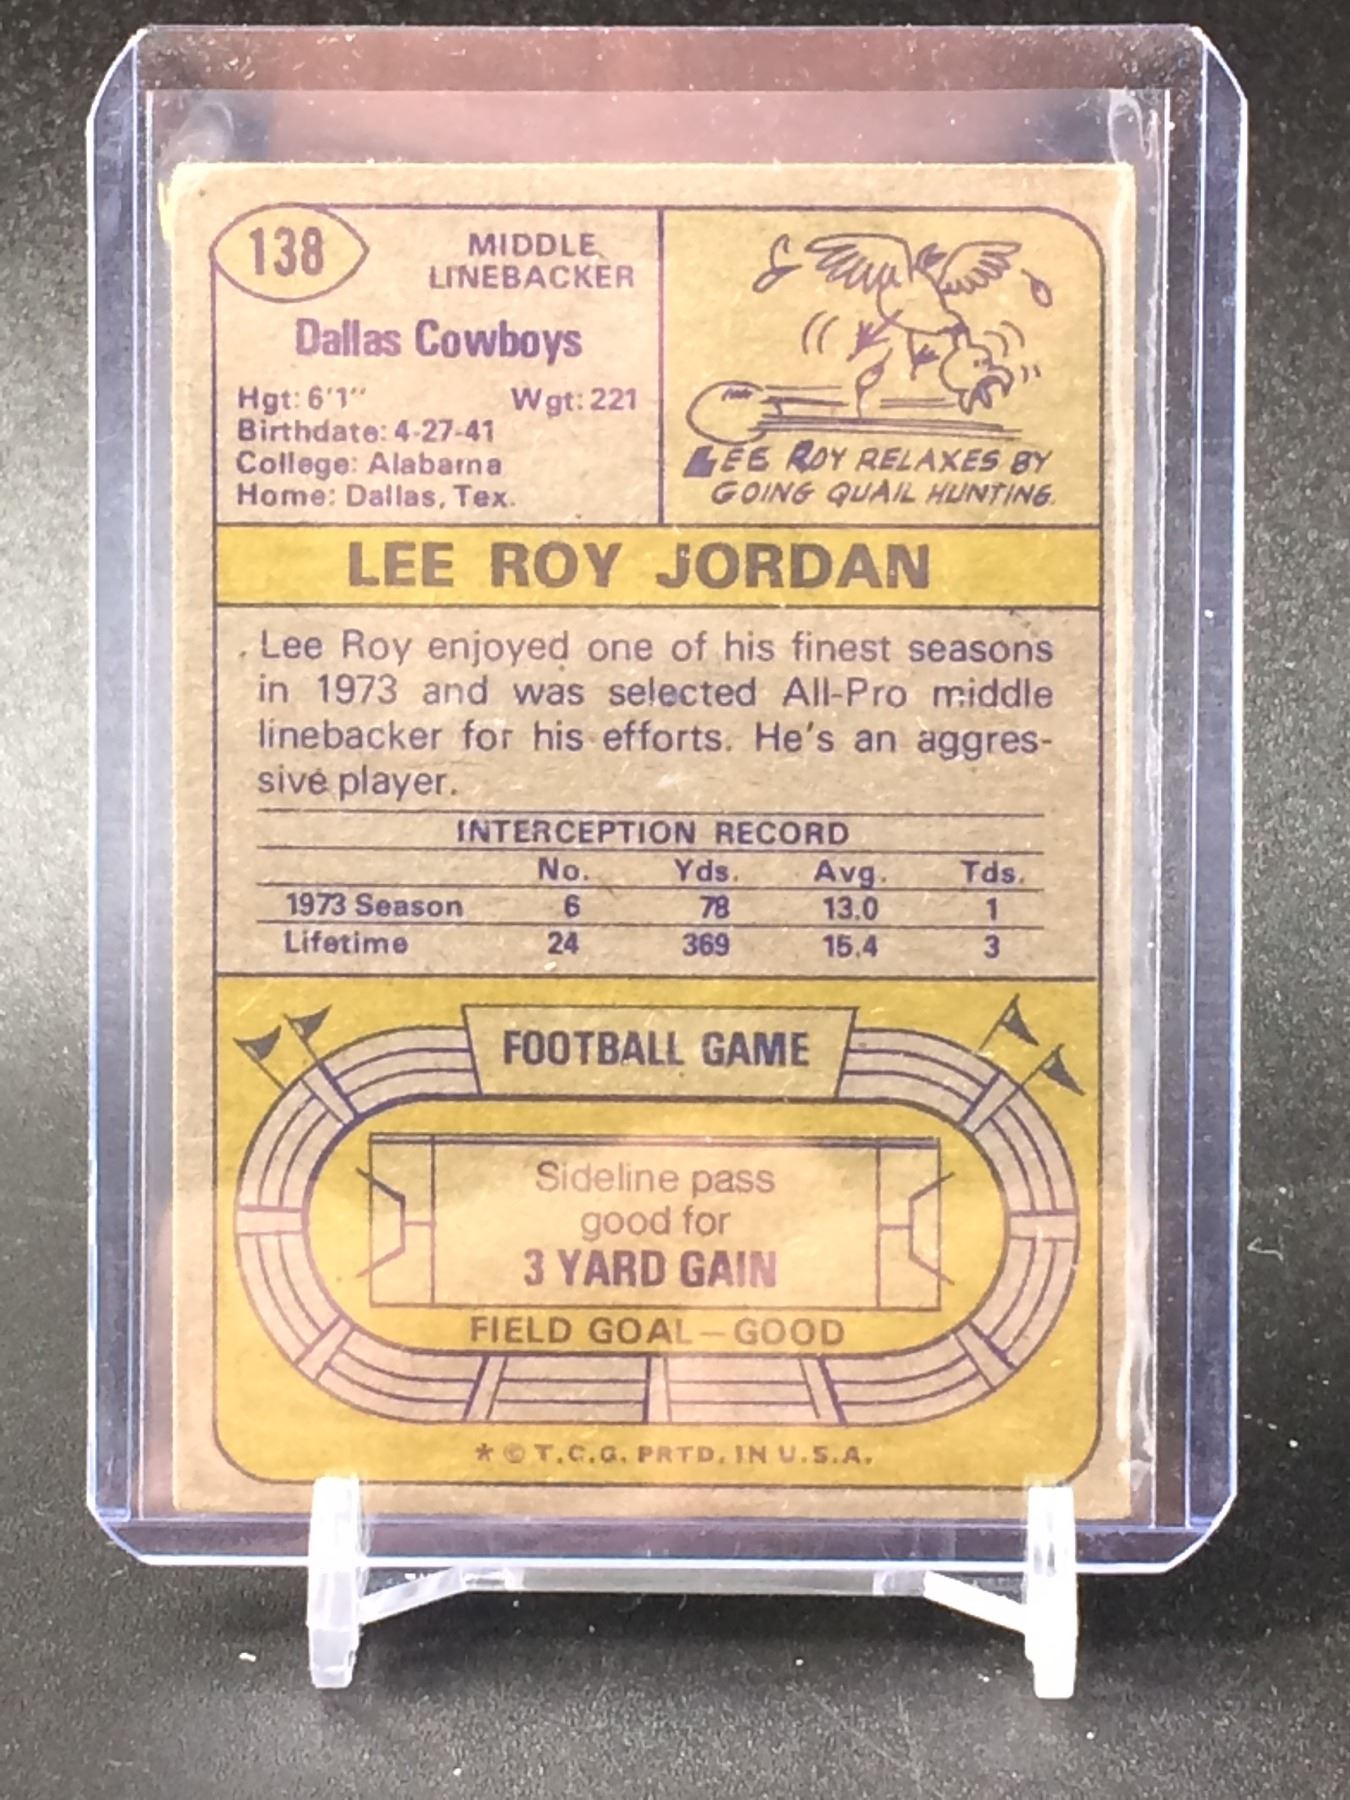 138
MIDDLE
LINEBACKER
Dallas Cowboys
Hgt: 6'1" Wgt: 221
Birthdate: 4-27-41
College: Alabama
Home: Dallas, Tex.
LEE ROY RELAXES BY
GOING QUAIL HUNTING.
LEE ROY JORDAN
Lee Roy enjoyed one of his finest seasons
in 1973 and was selected All-Pro middle
linebacker for his efforts. He's an aggres-
sive player.
INTERCEPTION RECORD
No. Yds. Avg. Tds.
1973 Season 6 78 13.0 1
Lifetime 24 369 15.4 3
FOOTBALL GAME
Sideline pass
good for
3 YARD GAIN
FIELD GOAL—GOOD
* © T.C.G. PRTD. IN U.S.A.